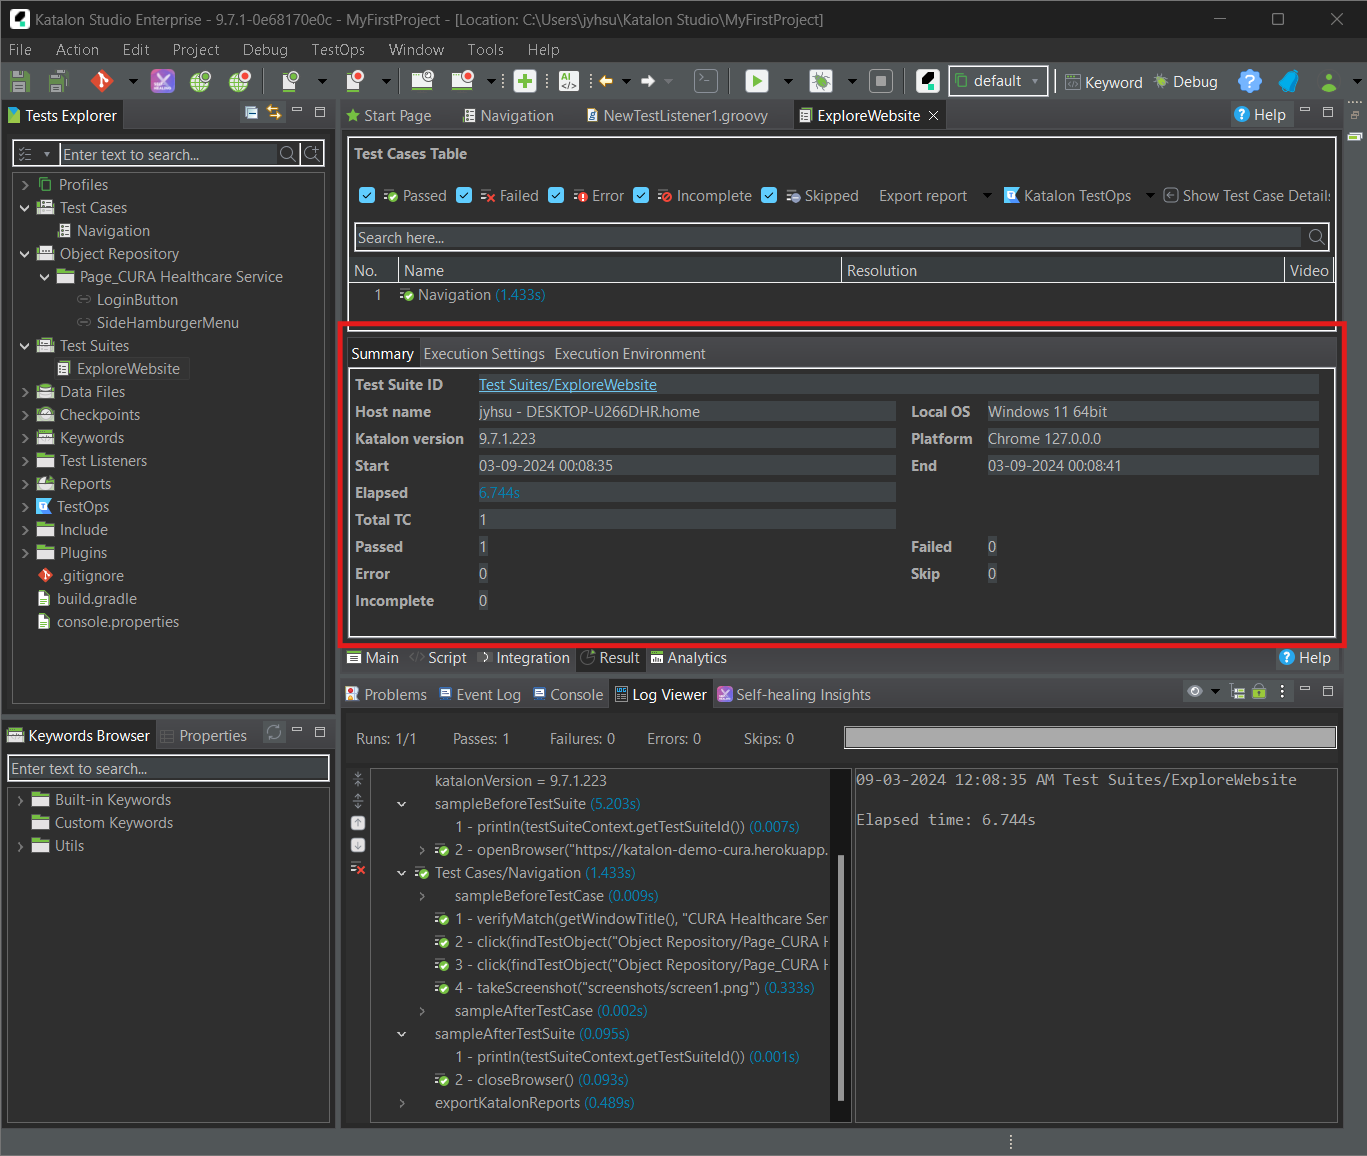 Katalon Studio Enterprise - 9.7.1-0e68170e0c - MyFirstProject - [Location: C:\Users\jyhsu\Katalon Studio\MyFirstProject]
File Action Edit Project Debug TestOps Window Tools Help
default Keyword Debug
Tests Explorer
Enter text to search...
Profiles
Test Cases
Navigation
Object Repository
Page_CURA Healthcare Service
LoginButton
SideHamburgerMenu
Test Suites
ExploreWebsite
Data Files
Checkpoints
Keywords
Test Listeners
Reports
TestOps
Include
Plugins
.gitignore
build.gradle
console.properties
Keywords Browser Properties
Enter text to search...
Built-in Keywords
Custom Keywords
Utils
Start Page Navigation NewTestListener1.groovy ExploreWebsite Help
Test Cases Table
Passed Failed Error Incomplete Skipped Export report Katalon TestOps Show Test Case Details
Search here...
No. Name Resolution Video
1 Navigation (1.433s)
Summary Execution Settings Execution Environment
Test Suite ID Test Suites/ExploreWebsite
Host name jyhsu - DESKTOP-U266DHR.home Local OS Windows 11 64bit
Katalon version 9.7.1.223 Platform Chrome 127.0.0.0
Start 03-09-2024 00:08:35 End 03-09-2024 00:08:41
Elapsed 6.744s
Total TC 1
Passed 1 Failed 0
Error 0 Skip 0
Incomplete 0
Main Script Integration Result Analytics Help
Problems Event Log Console Log Viewer Self-healing Insights
Runs: 1/1 Passes: 1 Failures: 0 Errors: 0 Skips: 0
katalonVersion = 9.7.1.223
sampleBeforeTestSuite (5.203s)
1 - println(testSuiteContext.getTestSuiteId()) (0.007s)
2 - openBrowser("https://katalon-demo-cura.herokuapp.
Test Cases/Navigation (1.433s)
sampleBeforeTestCase (0.009s)
1 - verifyMatch(getWindowTitle(), "CURA Healthcare Ser
2 - click(findTestObject("Object Repository/Page_CURA H
3 - click(findTestObject("Object Repository/Page_CURA H
4 - takeScreenshot("screenshots/screen1.png") (0.333s)
sampleAfterTestCase (0.002s)
sampleAfterTestSuite (0.095s)
1 - println(testSuiteContext.getTestSuiteId()) (0.001s)
2 - closeBrowser() (0.093s)
exportKatalonReports (0.489s)
09-03-2024 12:08:35 AM Test Suites/ExploreWebsite
Elapsed time: 6.744s